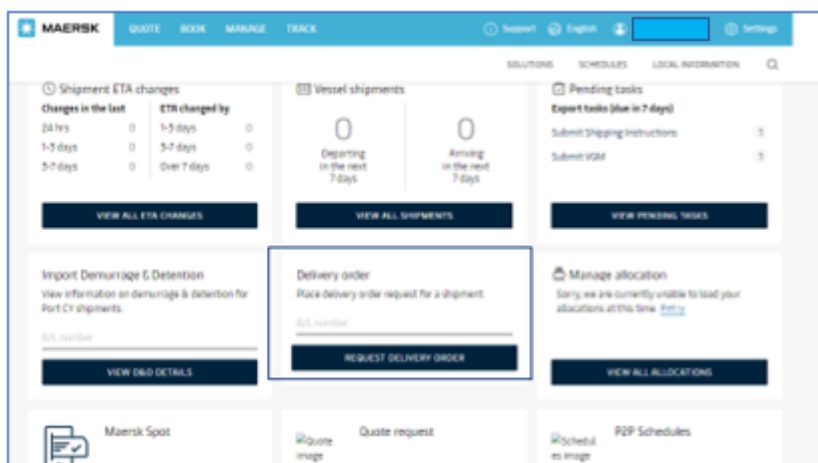 MAERSK QUOTE BOOK MANAGE TRACK Support English Settings
SOLUTIONS SCHEDULES LOCAL INFORMATION
Shipment ETA changes
Changes in the last ETA changed by
24 hrs 0 1-3 days 0
1-3 days 0 3-7 days 0
3-7 days 0 Over 7 days 0
VIEW ALL ETA CHANGES
Vessel shipments
0 0
Departing Arriving
in the next in the next
7 days 7 days
VIEW ALL SHIPMENTS
Pending tasks
Export tasks (due in 7 days)
Submit Shipping Instructions 1
Submit VGM 1
VIEW PENDING TASKS
Import Demurrage & Detention
View information on demurrage & detention for
Port CY shipments.
B/L number
VIEW D&D DETAILS
Delivery order
Place delivery order request for a shipment.
B/L number
REQUEST DELIVERY ORDER
Manage allocation
Sorry, we are currently unable to load your
allocations at this time. Retry
VIEW ALL ALLOCATIONS
Maersk Spot
Quote
image
Quote request
Schedul
es image
P2P Schedules